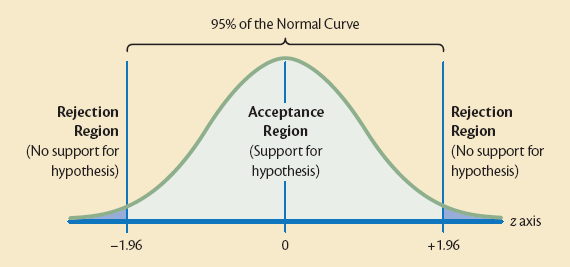 95% of the Normal Curve
Rejection
Region
(No support for
hypothesis)
Acceptance
Region
(Support for
hypothesis)
Rejection
Region
(No support for
hypothesis)
z axis
–1.96
0
+1.96